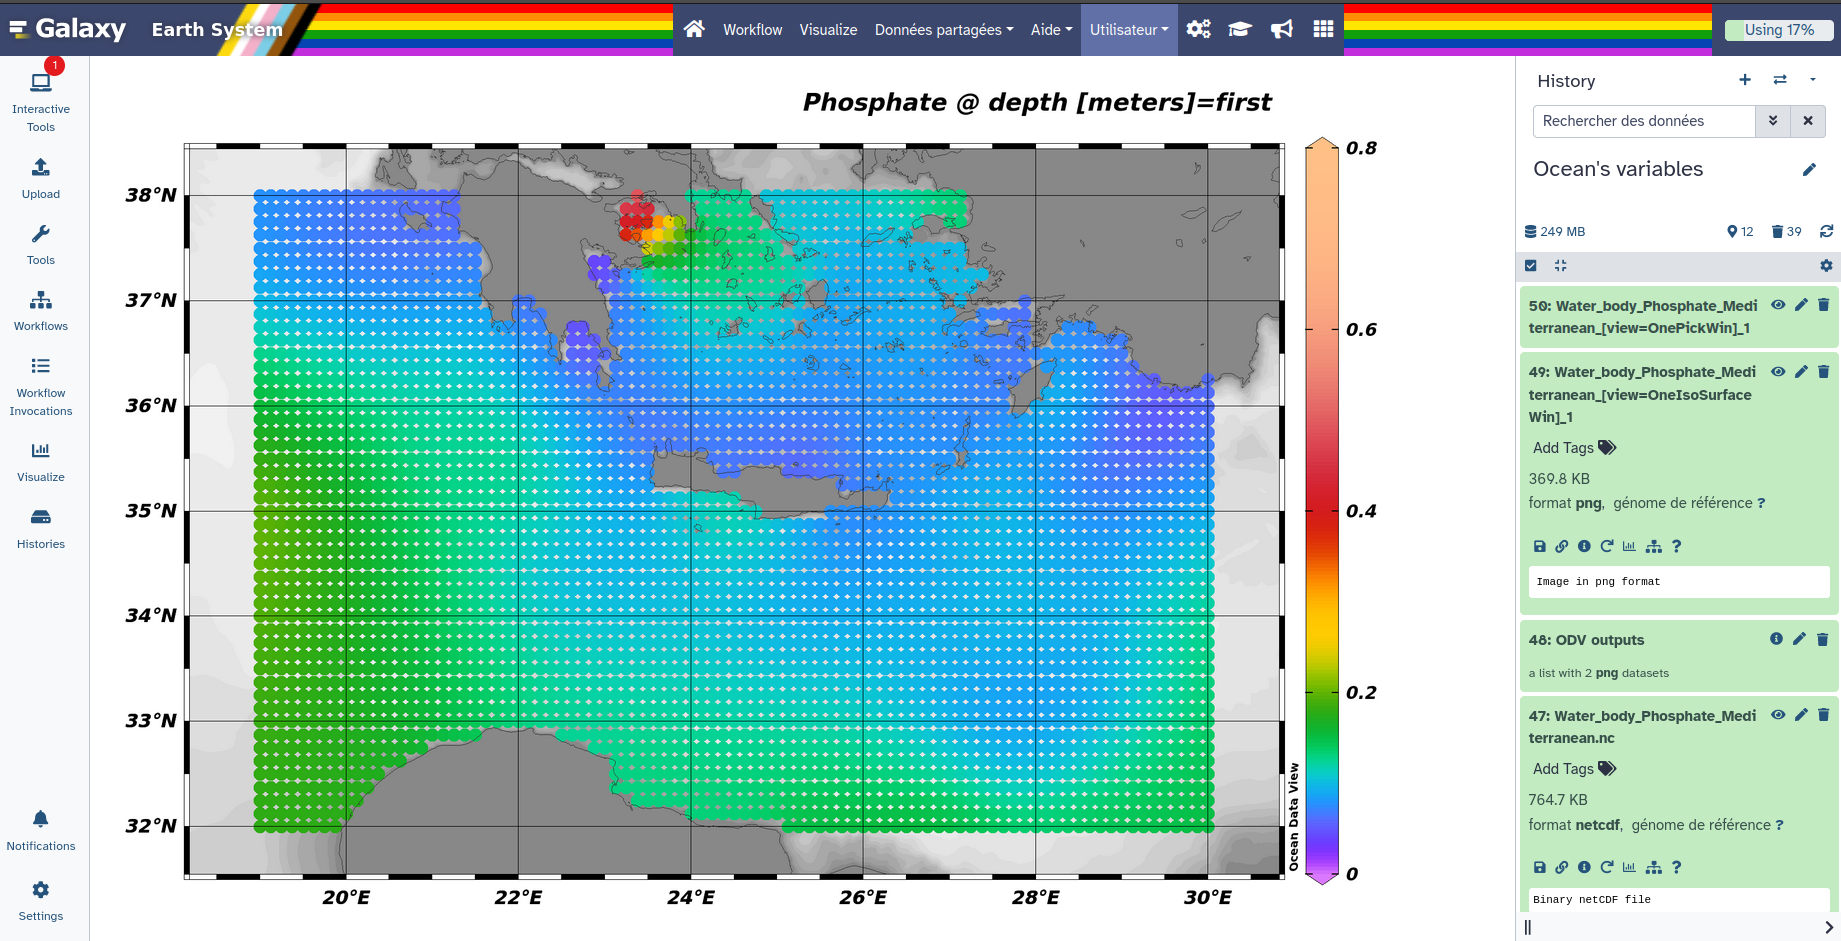 Galaxy Earth System
Workflow Visualize Données partagées Aide Utilisateur
Using 17%
1
Interactive
Tools
Upload
Tools
Workflows
Workflow
Invocations
Visualize
Histories
Notifications
Settings
Phosphate @ depth [meters]=first
38°N
37°N
36°N
35°N
34°N
33°N
32°N
20°E 22°E 24°E 26°E 28°E 30°E
Ocean Data View
0.8
0.6
0.4
0.2
0
History
Rechercher des données
Ocean's variables
249 MB 12 39
50: Water_body_Phosphate_Medi
terranean_[view=OnePickWin]_1
49: Water_body_Phosphate_Medi
terranean_[view=OneIsoSurface
Win]_1
Add Tags
369.8 KB
format png, génome de référence ?
?
Image in png format
48: ODV outputs
a list with 2 png datasets
47: Water_body_Phosphate_Medi
terranean.nc
Add Tags
764.7 KB
format netcdf, génome de référence ?
?
Binary netCDF file